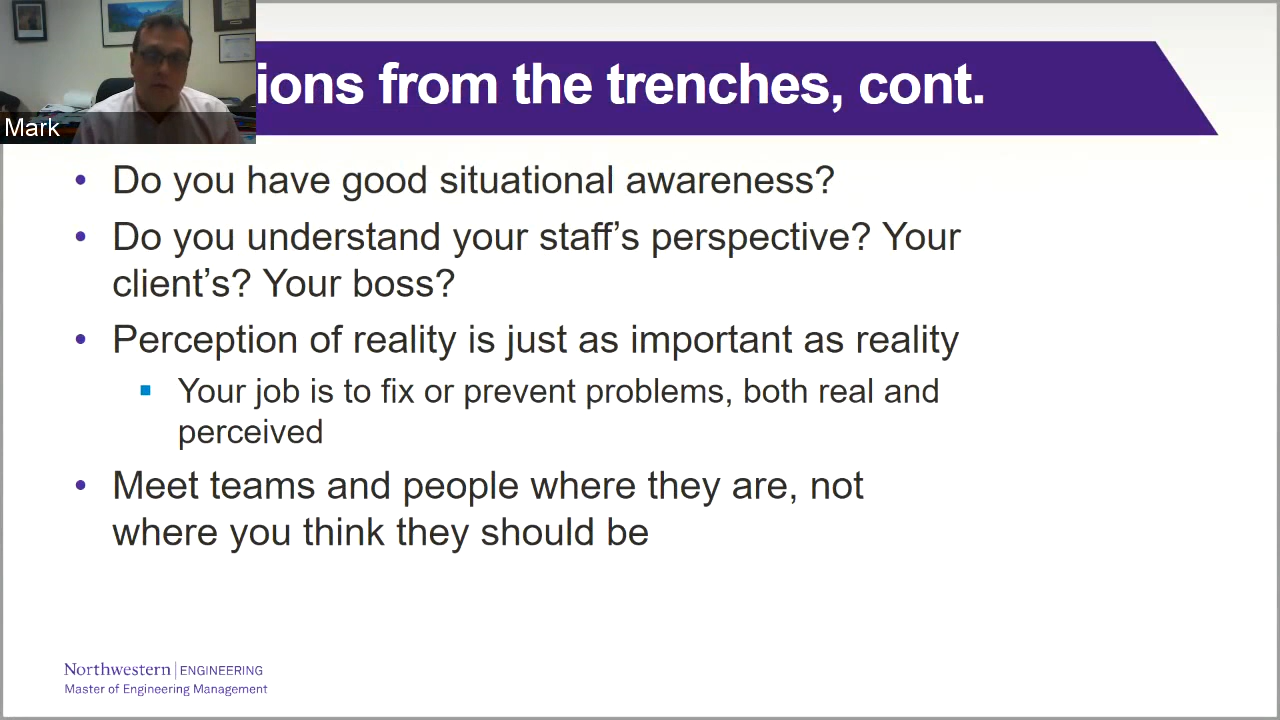 ions from the trenches, cont.
Mark
• Do you have good situational awareness?
• Do you understand your staff’s perspective? Your
client’s? Your boss?
• Perception of reality is just as important as reality
▪ Your job is to fix or prevent problems, both real and
perceived
• Meet teams and people where they are, not
where you think they should be
Northwestern | ENGINEERING
Master of Engineering Management